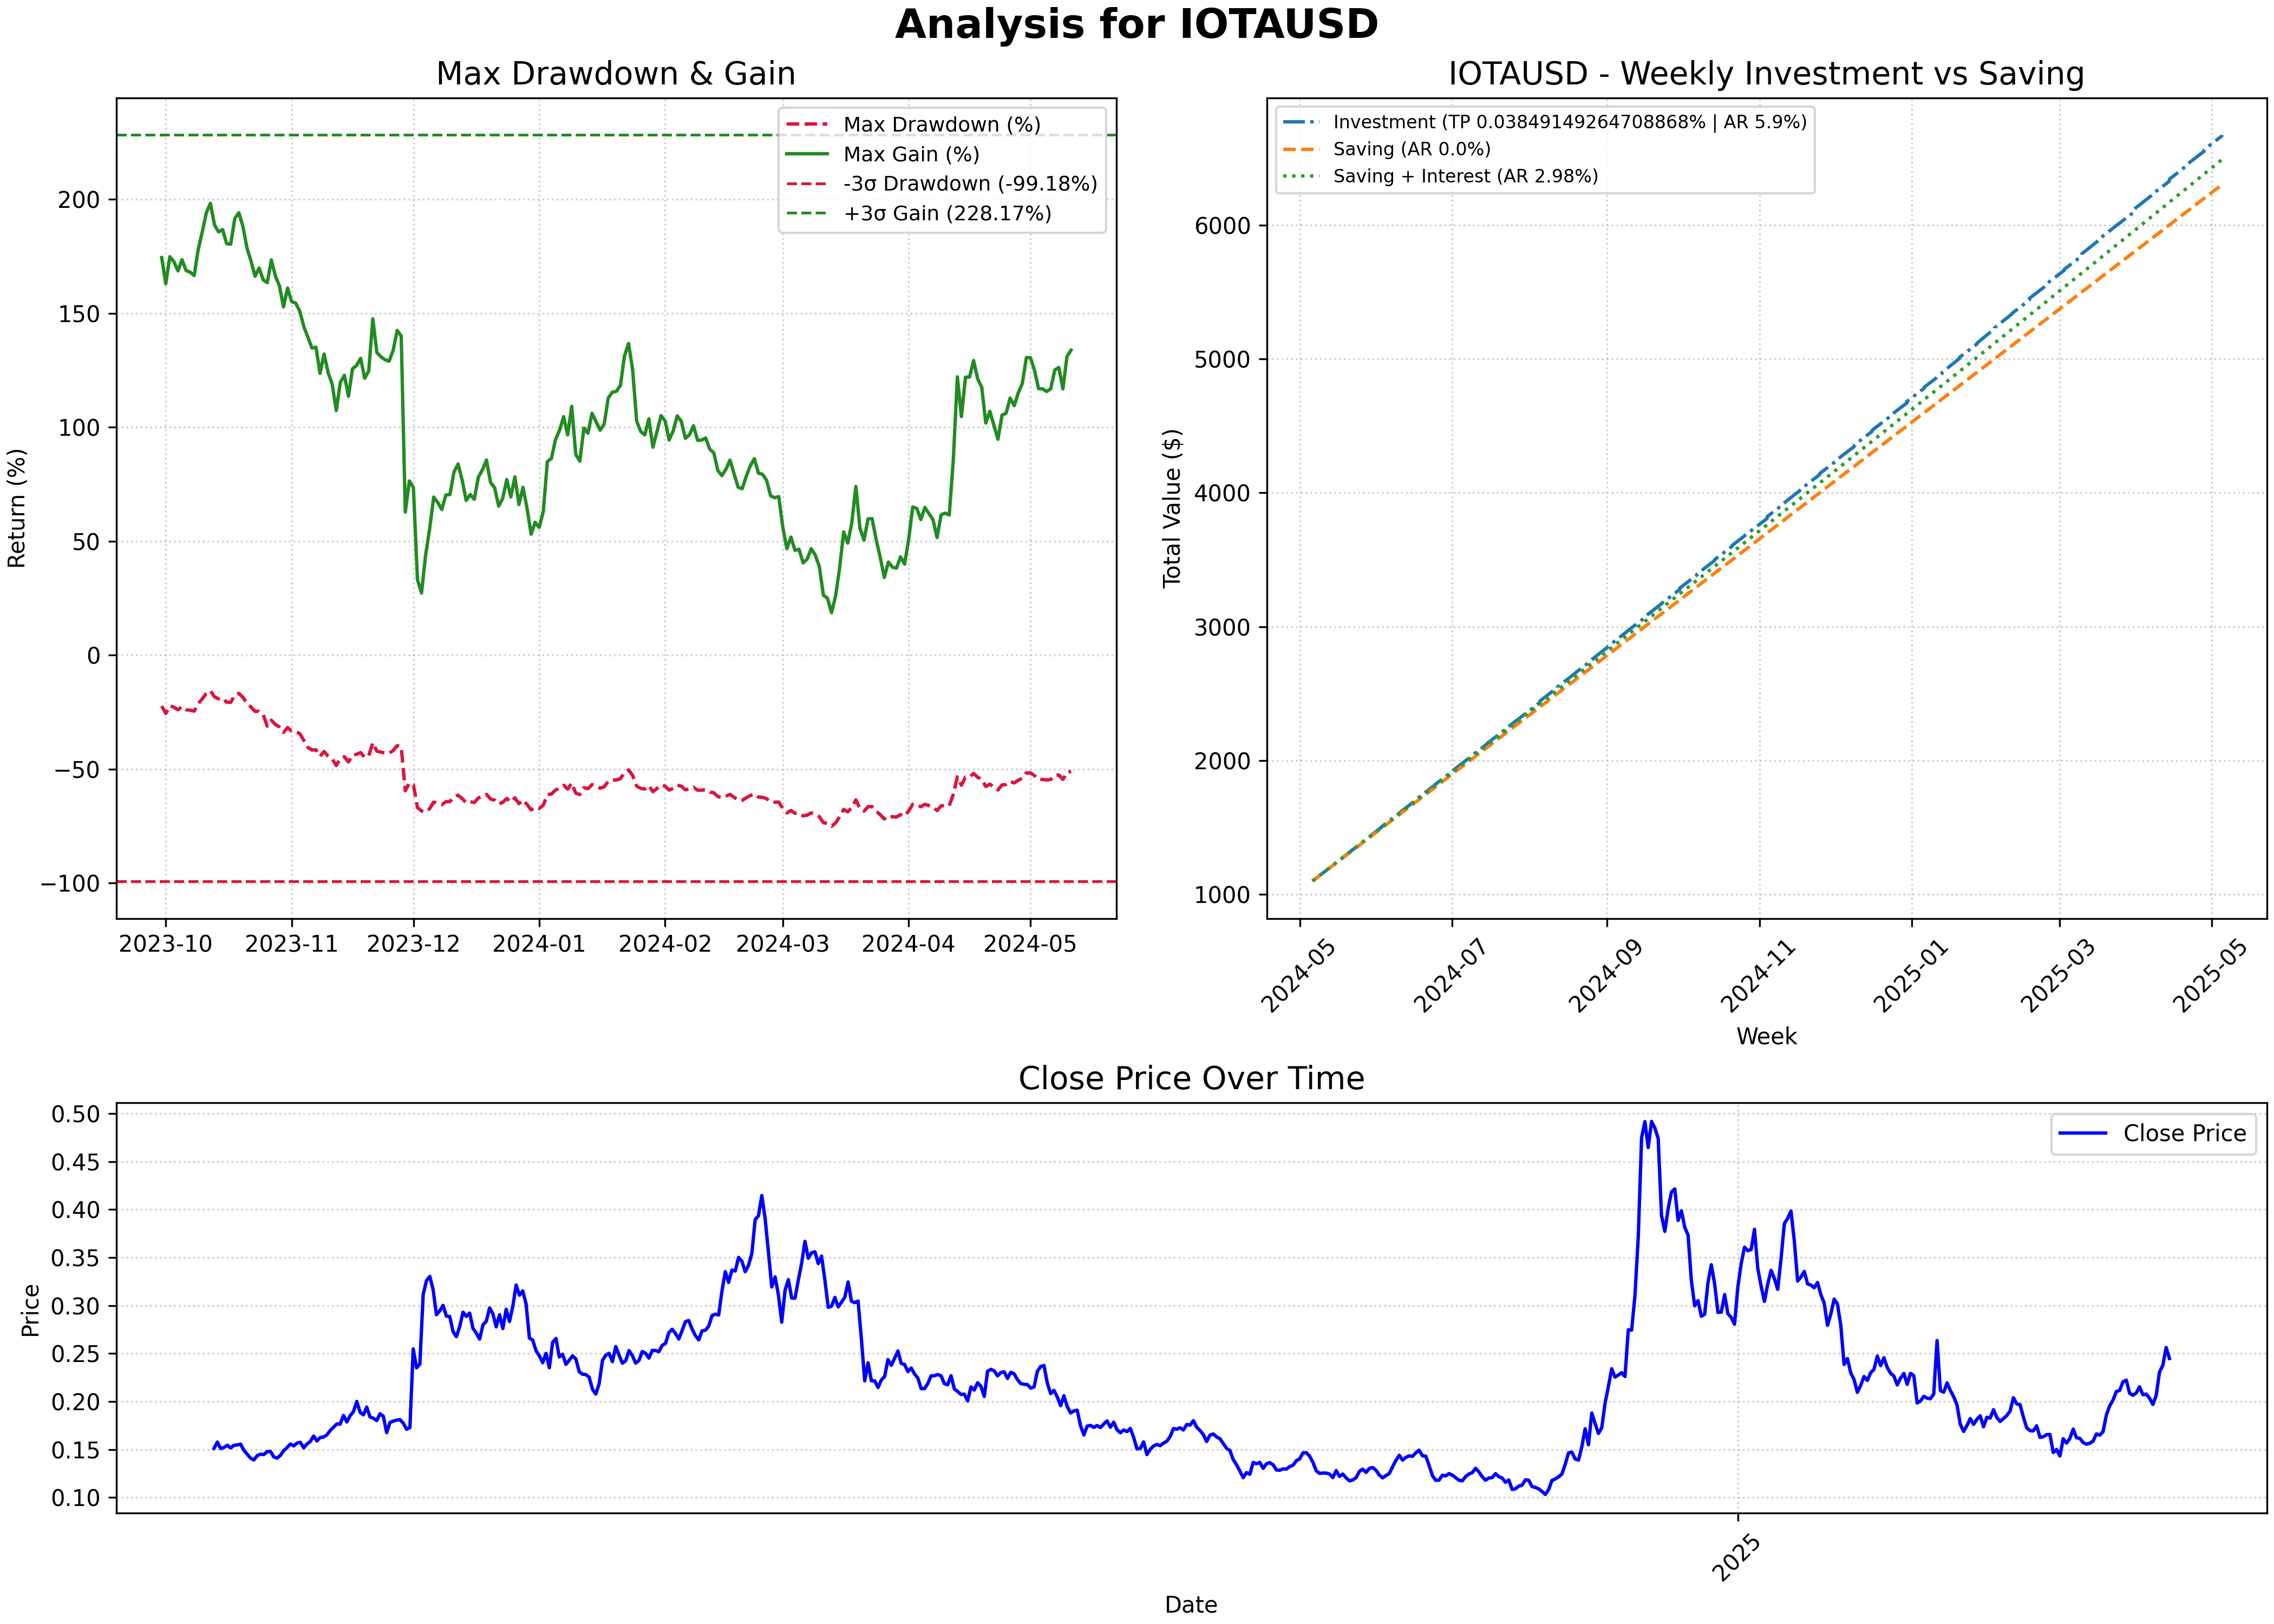 Analysis for IOTAUSD
Max Drawdown & Gain
Return (%)
200
150
100
50
0
−50
−100
2023-10
2023-11
2023-12
2024-01
2024-02
2024-03
2024-04
2024-05
Max Drawdown (%)
Max Gain (%)
-3σ Drawdown (-99.18%)
+3σ Gain (228.17%)
IOTAUSD - Weekly Investment vs Saving
Total Value ($)
6000
5000
4000
3000
2000
1000
2024-05
2024-07
2024-09
2024-11
2025-01
2025-03
2025-05
Week
Investment (TP 0.03849149264708868% | AR 5.9%)
Saving (AR 0.0%)
Saving + Interest (AR 2.98%)
Close Price Over Time
Price
0.50
0.45
0.40
0.35
0.30
0.25
0.20
0.15
0.10
2025
Date
Close Price